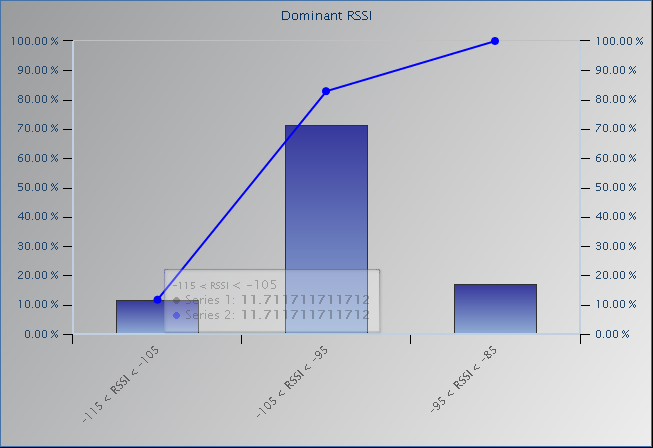 Dominant RSSI
100.00 % 100.00 %
90.00 % 90.00 %
80.00 % 80.00 %
70.00 % 70.00 %
60.00 % 60.00 %
50.00 % 50.00 %
40.00 % 40.00 %
30.00 % 30.00 %
20.00 % 20.00 %
10.00 % 10.00 %
0.00 % 0.00 %
-115 < RSSI < -105
Series 1: 11.711711711712
Series 2: 11.711711711712
-115 < RSSI < -105
-105 < RSSI < -95
-95 < RSSI < -85